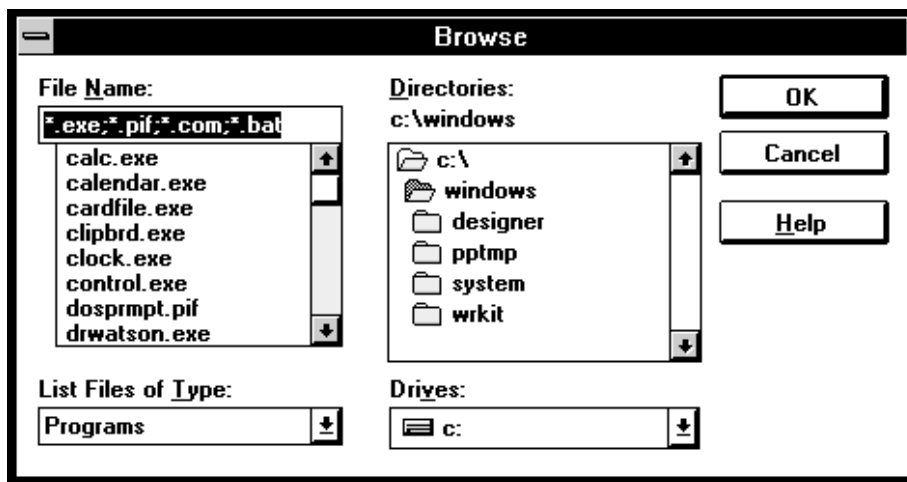 Browse
File Name:
*.exe;*.pif;*.com;*.bat
calc.exe
calendar.exe
cardfile.exe
clipbrd.exe
clock.exe
control.exe
dosprmpt.pif
drwatson.exe
List Files of Type:
Programs
Directories:
c:\windows
c:\
windows
designer
pptmp
system
wrkit
Drives:
c:
OK
Cancel
Help